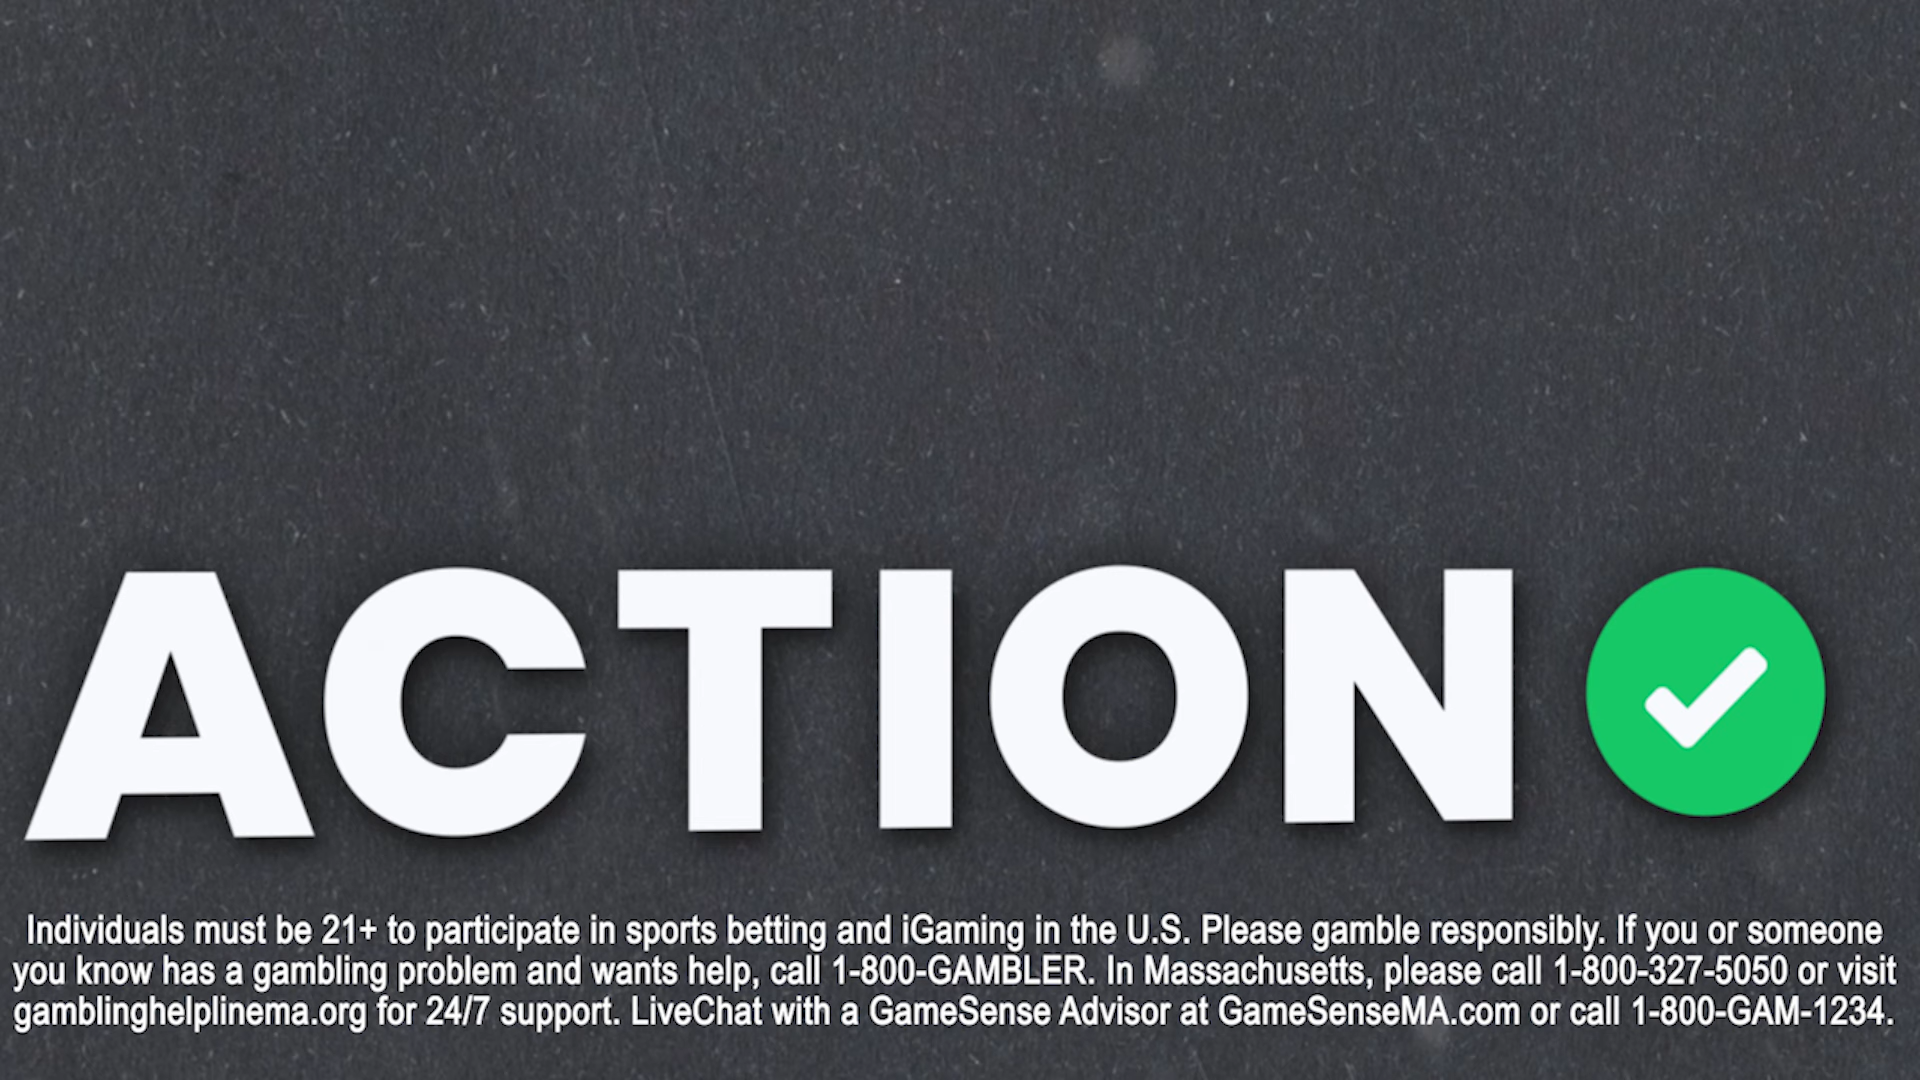 ACTION
Individuals must be 21+ to participate in sports betting and iGaming in the U.S. Please gamble responsibly. If you or someone
you know has a gambling problem and wants help, call 1-800-GAMBLER. In Massachusetts, please call 1-800-327-5050 or visit
gamblinghelplinema.org for 24/7 support. LiveChat with a GameSense Advisor at GameSenseMA.com or call 1-800-GAM-1234.